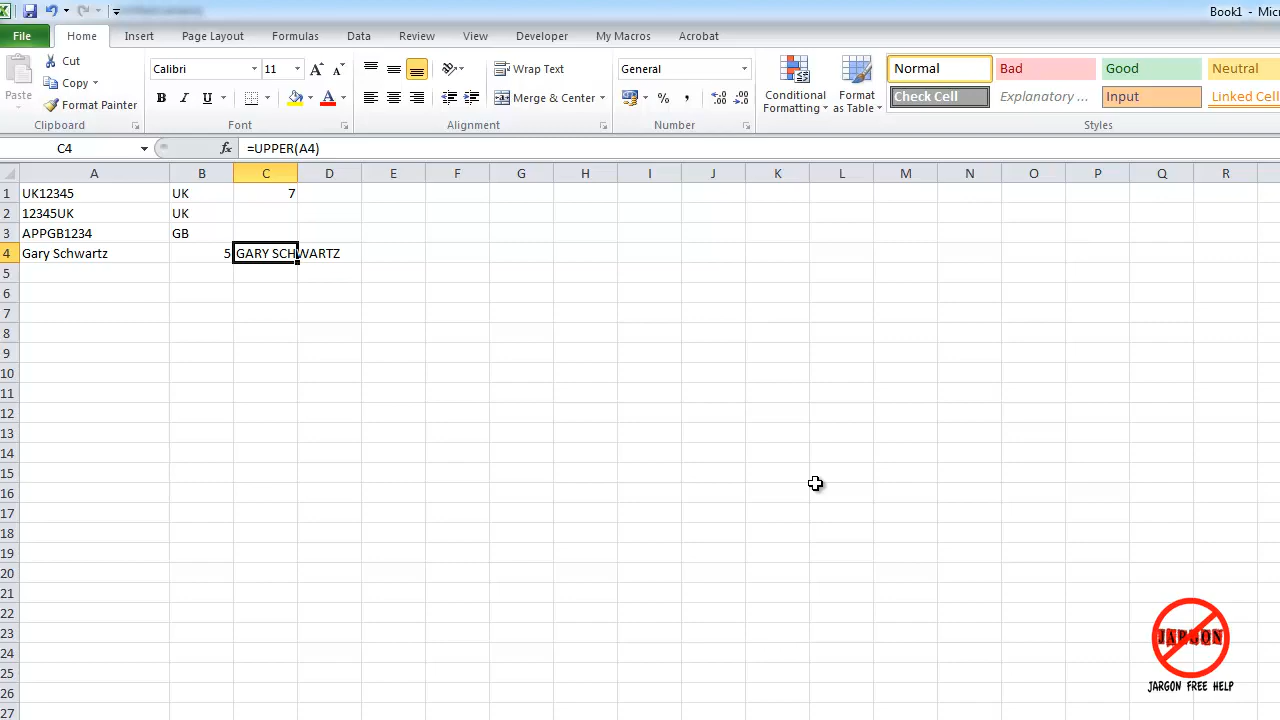 Book1 - Mic
File Home Insert Page Layout Formulas Data Review View Developer My Macros Acrobat
Cut
Copy
Format Painter
Paste
Clipboard
Calibri 11
B I U
Font
Wrap Text
Merge & Center
Alignment
General
% ,
Number
Conditional Formatting
Format as Table
Normal Bad Good Neutral
Check Cell Explanatory ... Input Linked Cell
Styles
C4 fx =UPPER(A4)
A B C D E F G H I J K L M N O P Q R
1 UK12345 UK 7
2 12345UK UK
3 APPGB1234 GB
4 Gary Schwartz 5 GARY SCHWARTZ
5
6
7
8
9
10
11
12
13
14
15
16
17
18
19
20
21
22
23
24
25
26
27
JARGON
JARGON FREE HELP